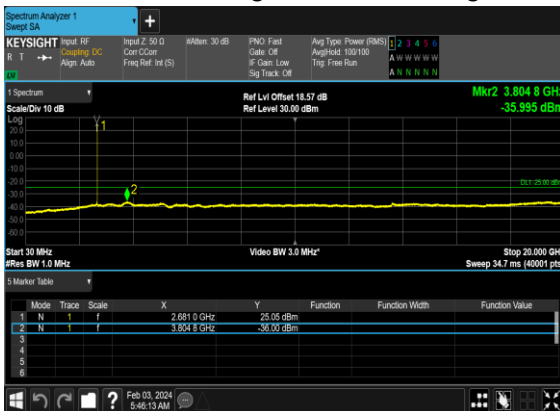 Spectrum Analyzer 1
Swept SA
+
KEYSIGHT Input: RF Input Z: 50 Ω #Atten: 30 dB PNO: Fast Avg Type: Power (RMS) 1 2 3 4 5 6
R T Coupling: DC Corr CCorr Gate: Off Avg|Hold: 100/100 A W W W W W
Align: Auto Freq Ref: Int (S) IF Gain: Low Trig: Free Run
LV Sig Track: Off A N N N N N
1 Spectrum Mkr2 3.804 8 GHz
Ref Lvl Offset 18.57 dB
Scale/Div 10 dB Ref Level 30.00 dBm -35.995 dBm
Log
20.0
10.0
0.00
-10.0
-20.0
-30.0
-40.0
-50.0
-60.0
1
2
DL1 -25.00 dBm
Start 30 MHz Video BW 3.0 MHz* Stop 20.000 GH
#Res BW 1.0 MHz Sweep 34.7 ms (40001 pts
5 Marker Table
Mode Trace Scale X Y Function Function Width Function Value
1 N 1 f 2.681 0 GHz 25.05 dBm
2 N 1 f 3.804 8 GHz -36.00 dBm
3
4
5
6
? Feb 03, 2024
5:46:13 AM